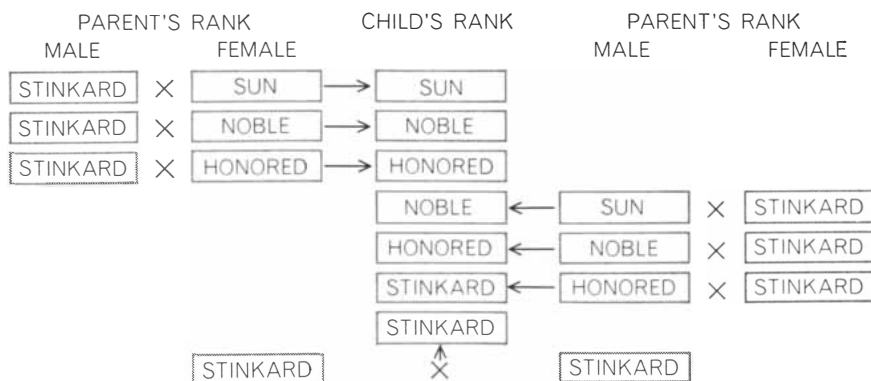 PARENT'S RANK CHILD'S RANK PARENT'S RANK
MALE FEMALE MALE FEMALE
STINKARD × SUN → SUN
STINKARD × NOBLE → NOBLE
STINKARD × HONORED → HONORED
NOBLE ← SUN × STINKARD
HONORED ← NOBLE × STINKARD
STINKARD ← HONORED × STINKARD
STINKARD
STINKARD × STINKARD